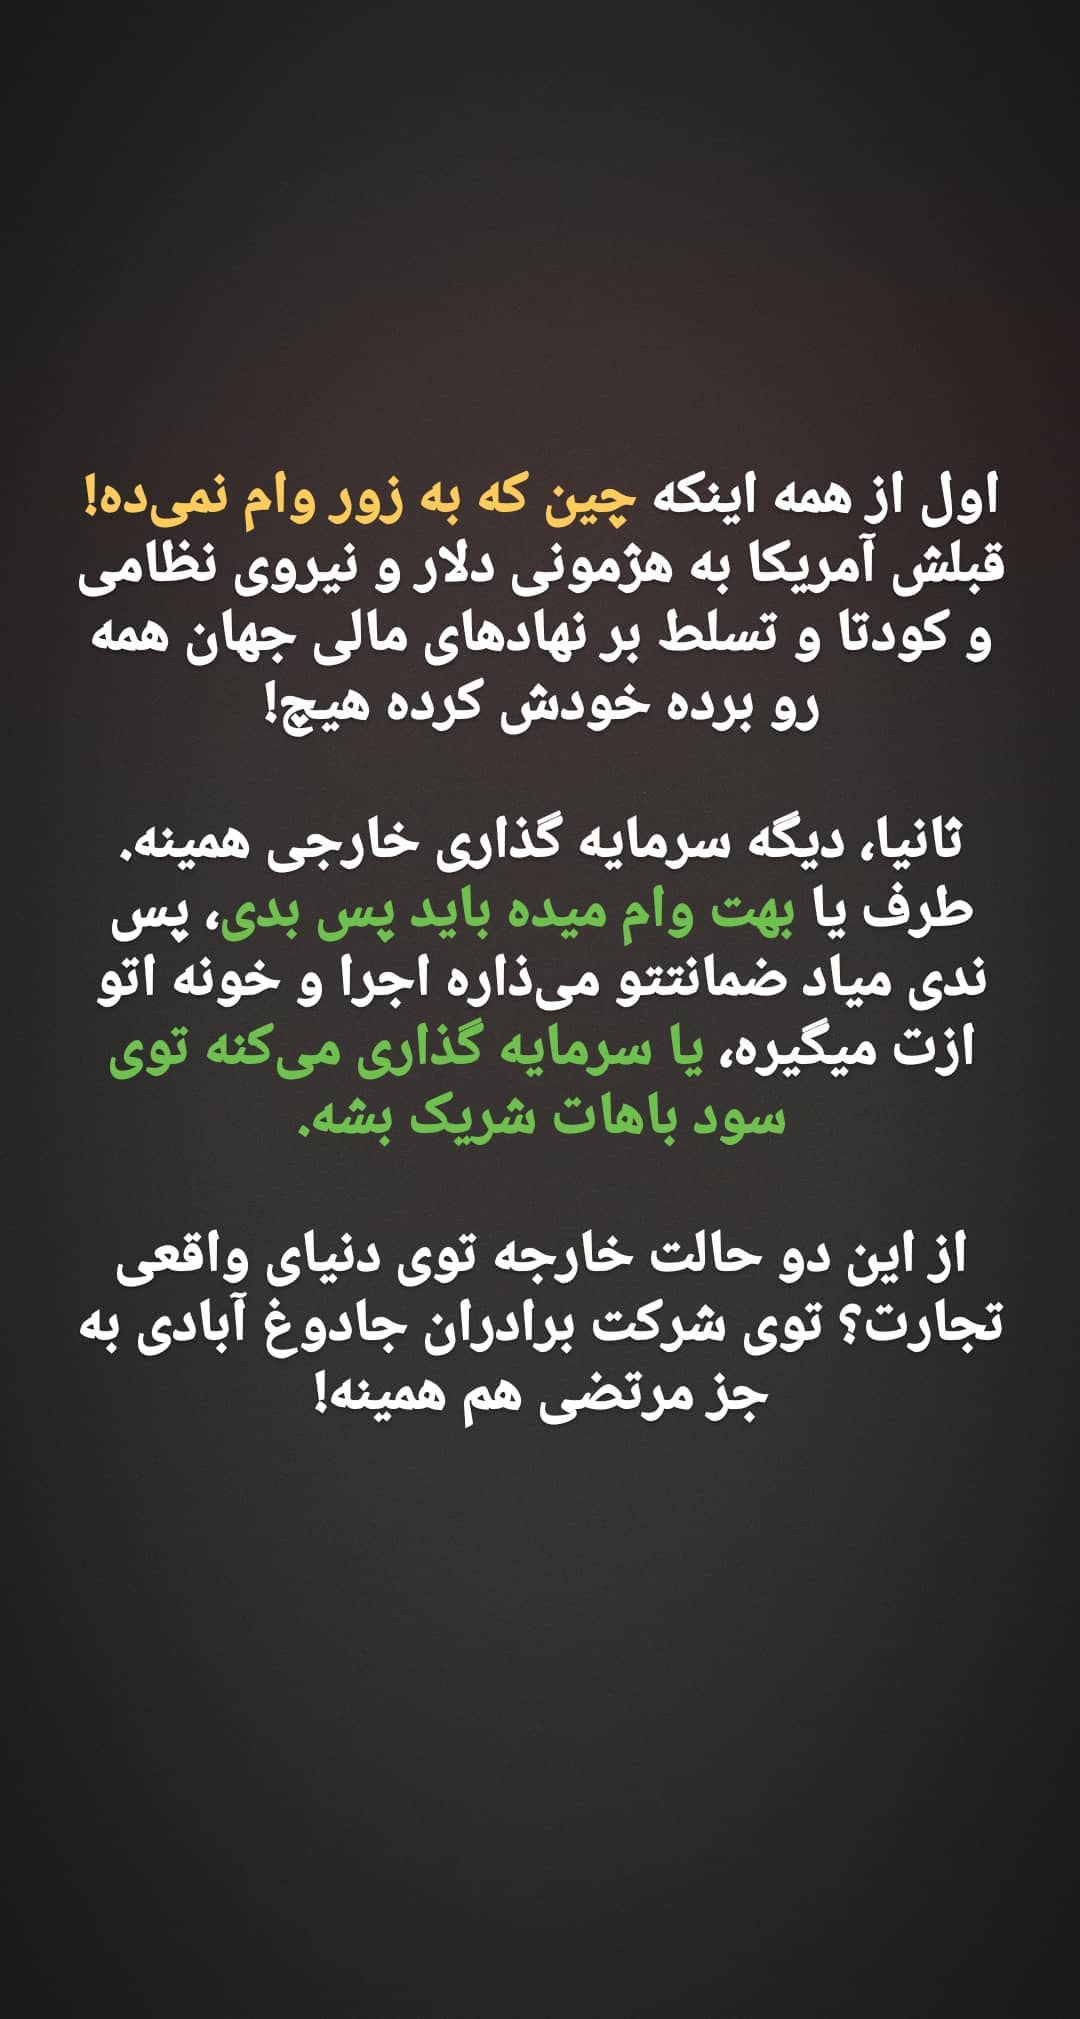 اول از همه اینکه چین که به زور وام نمی‌ده!
قبلش آمریکا به هژمونی دلار و نیروی نظامی
و کودتا و تسلط بر نهادهای مالی جهان همه
رو برده خودش کرده هیچ!
ثانیا، دیگه سرمایه گذاری خارجی همینه.
طرف یا بهت وام میده باید پس بدی، پس
ندی میاد ضمانتتو می‌ذاره اجرا و خونه اتو
ازت میگیره، یا سرمایه گذاری می‌کنه توی
سود باهات شریک بشه.
از این دو حالت خارجه توی دنیای واقعی
تجارت؟ توی شرکت برادران جادوغ آبادی به
جز مرتضی هم همینه!